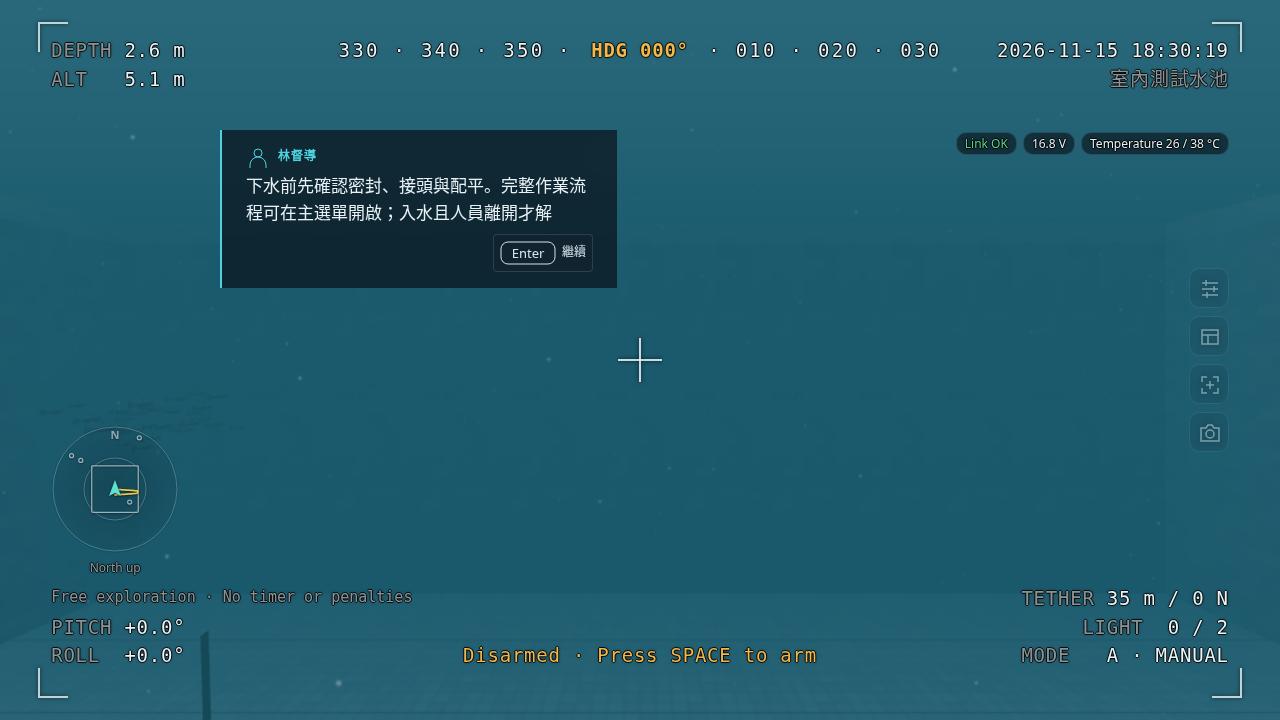 DEPTH 2.6 m
330 · 340 · 350 · HDG 000° · 010 · 020 · 030
2026-11-15 18:30:19
ALT 5.1 m
室內測試水池
林督導
下水前先確認密封、接頭與配平。完整作業流
程可在主選單開啟；入水且人員離開才解
Enter 繼續
Link OK
16.8 V
Temperature 26 / 38 °C
N
North up
Free exploration · No timer or penalties
PITCH +0.0°
ROLL +0.0°
Disarmed · Press SPACE to arm
TETHER 35 m / 0 N
LIGHT 0 / 2
MODE A · MANUAL